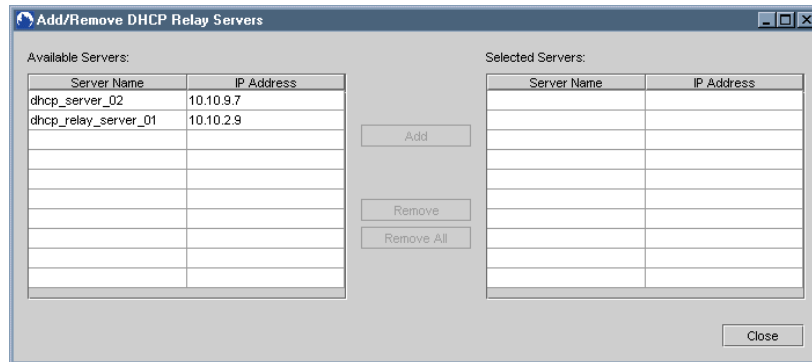 Add/Remove DHCP Relay Servers
Available Servers:
Server Name IP Address
dhcp_server_02 10.10.9.7
dhcp_relay_server_01 10.10.2.9
Add
Remove
Remove All
Selected Servers:
Server Name IP Address
Close